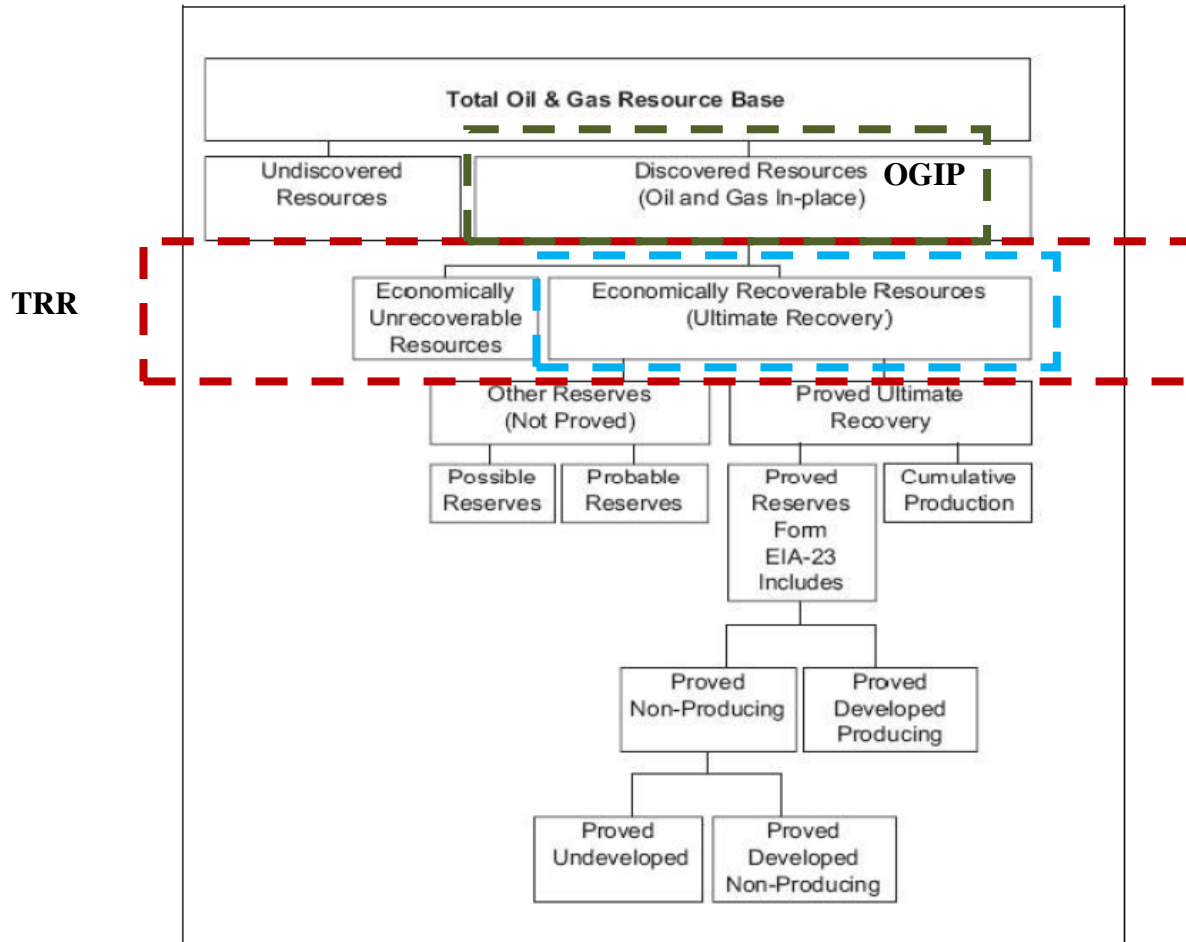 Total Oil & Gas Resource Base
Undiscovered
Resources
Discovered Resources
(Oil and Gas In-place)
OGIP
TRR
Economically
Unrecoverable
Resources
Economically Recoverable Resources
(Ultimate Recovery)
Other Reserves
(Not Proved)
Proved Ultimate
Recovery
Possible
Reserves
Probable
Reserves
Proved
Reserves
Form
EIA-23
Includes
Cumulative
Production
Proved
Non-Producing
Proved
Developed
Producing
Proved
Undeveloped
Proved
Developed
Non-Producing